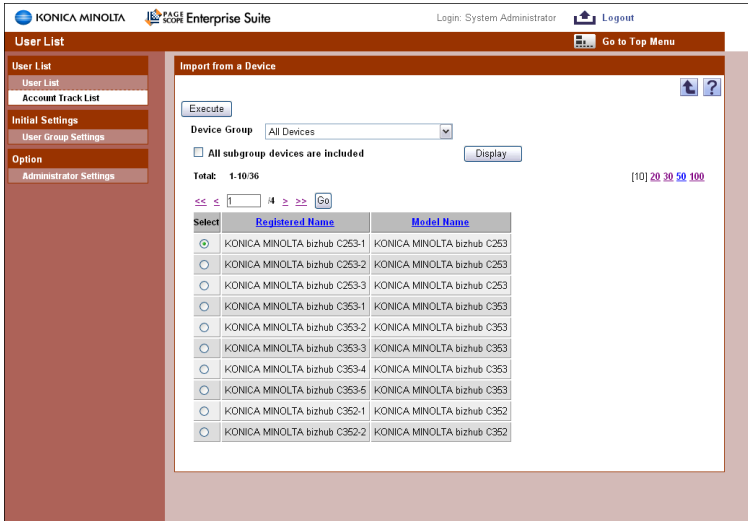 KONICA MINOLTA PAGE SCOPE Enterprise Suite Login: System Administrator Logout
User List Go to Top Menu
User List
User List
Account Track List
Initial Settings
User Group Settings
Option
Administrator Settings
Import from a Device
?
Execute
Device Group All Devices
All subgroup devices are included Display
Total: 1-10/36 [10] 20 30 50 100
<< < 1 /4 > >> Go
Select Registered Name Model Name
KONICA MINOLTA bizhub C253-1 KONICA MINOLTA bizhub C253
KONICA MINOLTA bizhub C253-2 KONICA MINOLTA bizhub C253
KONICA MINOLTA bizhub C253-3 KONICA MINOLTA bizhub C253
KONICA MINOLTA bizhub C353-1 KONICA MINOLTA bizhub C353
KONICA MINOLTA bizhub C353-2 KONICA MINOLTA bizhub C353
KONICA MINOLTA bizhub C353-3 KONICA MINOLTA bizhub C353
KONICA MINOLTA bizhub C353-4 KONICA MINOLTA bizhub C353
KONICA MINOLTA bizhub C353-5 KONICA MINOLTA bizhub C353
KONICA MINOLTA bizhub C352-1 KONICA MINOLTA bizhub C352
KONICA MINOLTA bizhub C352-2 KONICA MINOLTA bizhub C352